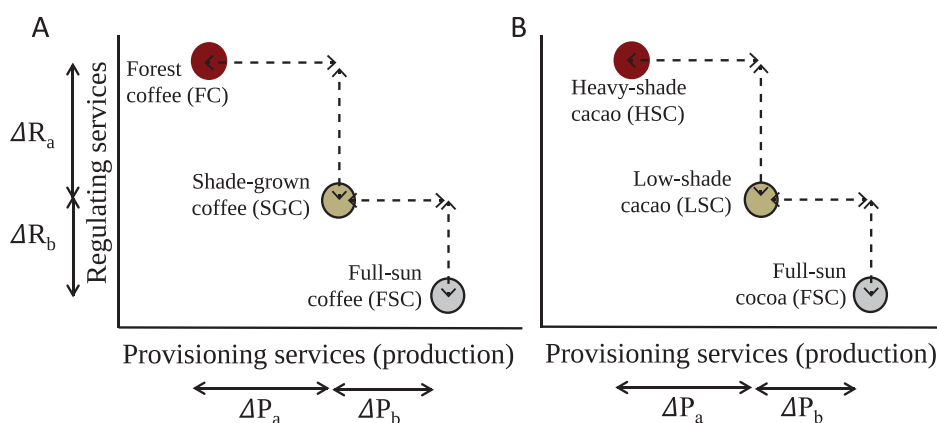 A
Regulating services
ΔRa
ΔRb
Forest
coffee (FC)
Shade-grown
coffee (SGC)
Full-sun
coffee (FSC)
Provisioning services (production)
ΔPa
ΔPb
B
Heavy-shade
cacao (HSC)
Low-shade
cacao (LSC)
Full-sun
cocoa (FSC)
Provisioning services (production)
ΔPa
ΔPb